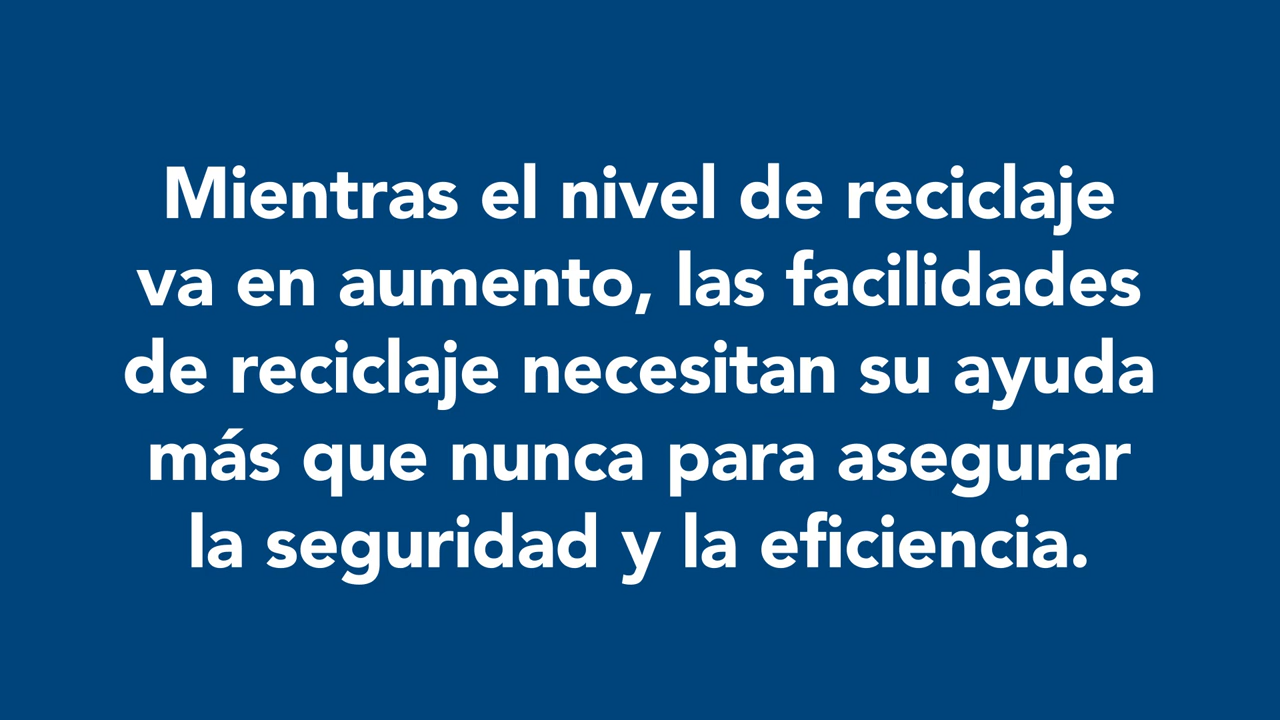 Mientras el nivel de reciclaje
va en aumento, las facilidades
de reciclaje necesitan su ayuda
más que nunca para asegurar
la seguridad y la eficiencia.